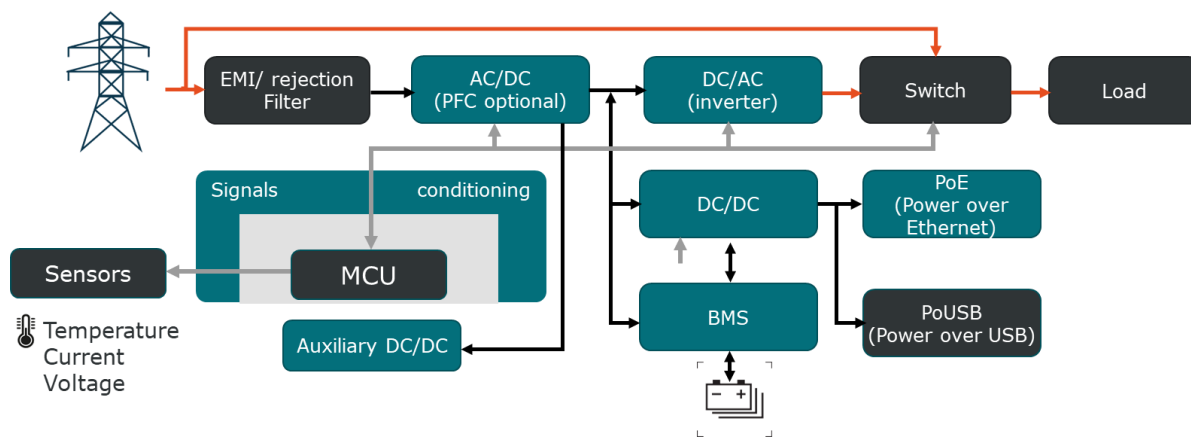 EMI/ rejection
Filter
AC/DC
(PFC optional)
DC/AC
(inverter)
Switch
Load
Signals conditioning
DC/DC
PoE
(Power over
Ethernet)
Sensors
MCU
BMS
PoUSB
(Power over USB)
Temperature
Current
Voltage
Auxiliary DC/DC
− +